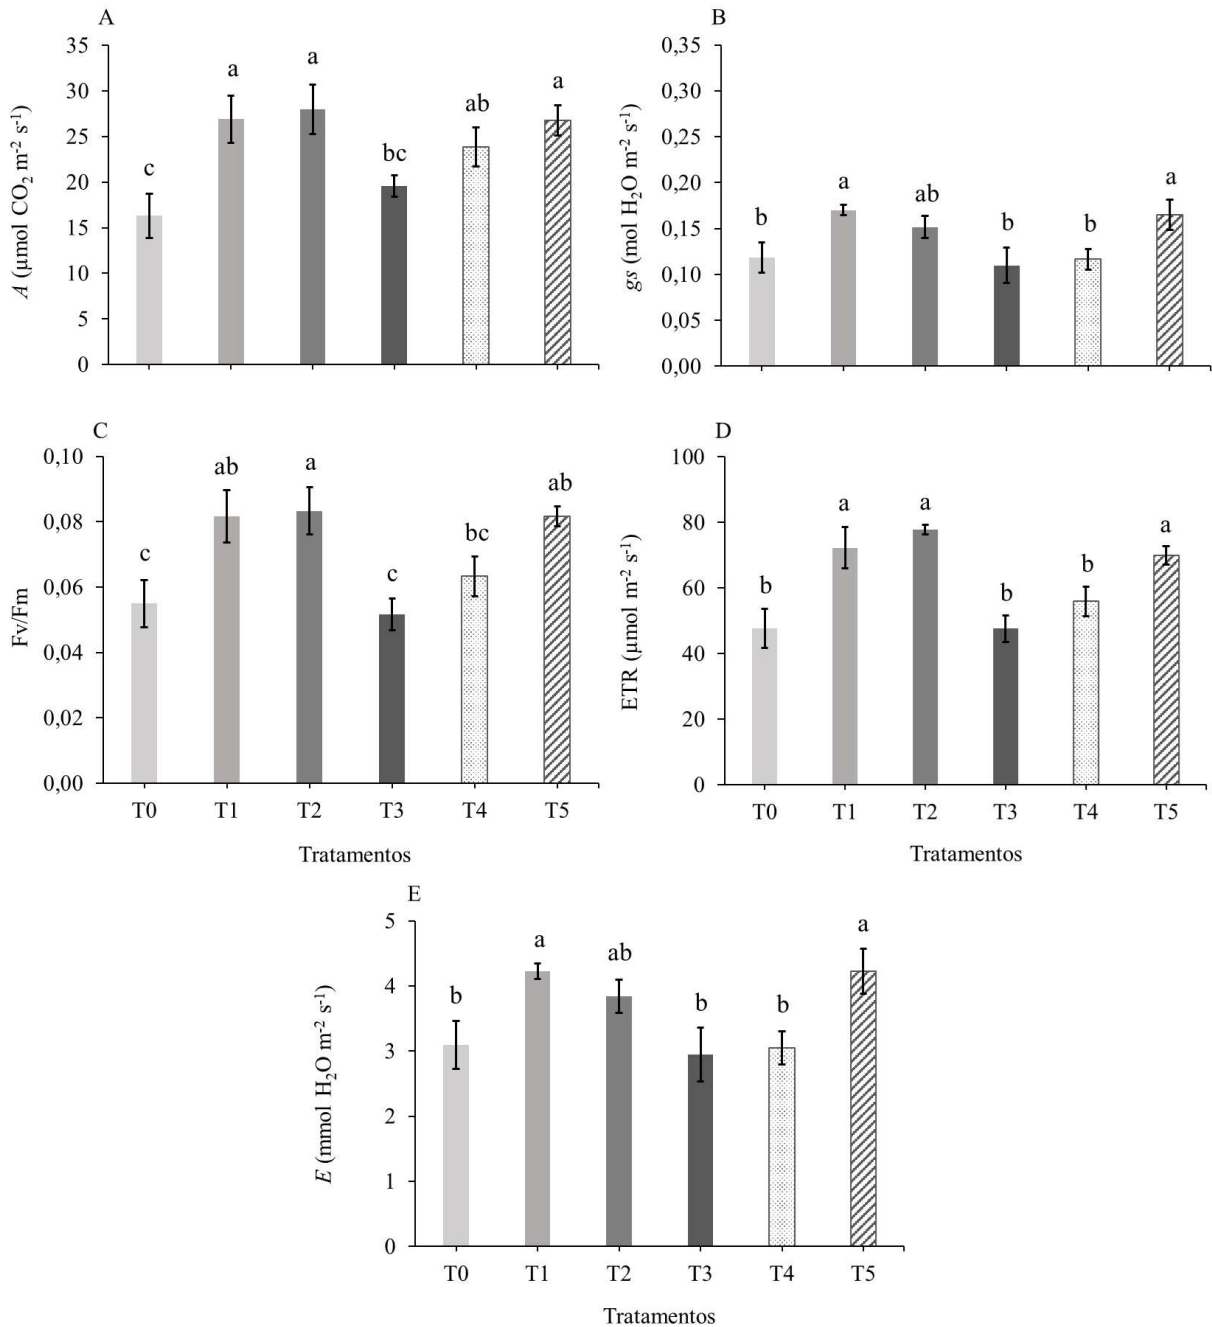 A
35
30
25
20
15
10
5
0
A (µmol CO₂ m⁻² s⁻¹)
c
a
a
bc
ab
a
B
0,35
0,30
0,25
0,20
0,15
0,10
0,05
0,00
gs (mol H₂O m⁻² s⁻¹)
b
a
ab
b
b
a
C
0,10
0,08
0,06
0,04
0,02
0,00
Fv/Fm
c
ab
a
c
bc
ab
T0 T1 T2 T3 T4 T5
Tratamentos
D
100
80
60
40
20
0
ETR (µmol m⁻² s⁻¹)
b
a
a
b
b
a
T0 T1 T2 T3 T4 T5
Tratamentos
E
5
4
3
2
1
0
E (mmol H₂O m⁻² s⁻¹)
b
a
ab
b
b
a
T0 T1 T2 T3 T4 T5
Tratamentos